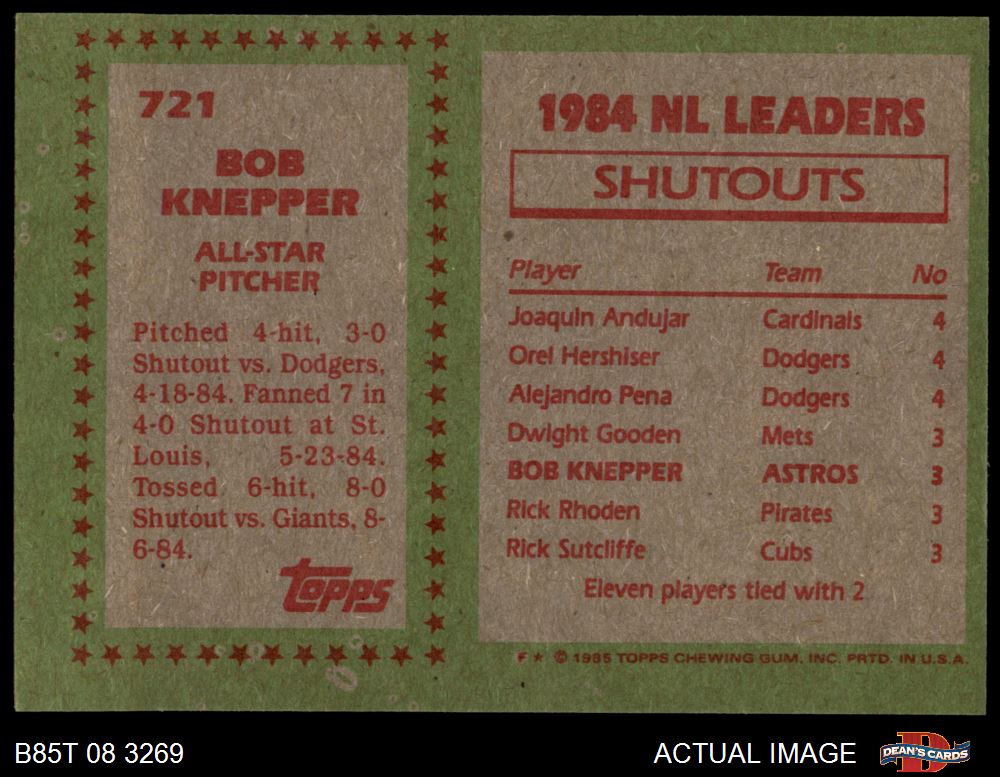 721
BOB
KNEPPER
ALL-STAR
PITCHER
Pitched 4-hit, 3-0
Shutout vs. Dodgers,
4-18-84. Fanned 7 in
4-0 Shutout at St.
Louis, 5-23-84.
Tossed 6-hit, 8-0
Shutout vs. Giants, 8-
6-84.
topps
1984 NL LEADERS
SHUTOUTS
Player Team No
Joaquin Andujar Cardinals 4
Orel Hershiser Dodgers 4
Alejandro Pena Dodgers 4
Dwight Gooden Mets 3
BOB KNEPPER ASTROS 3
Rick Rhoden Pirates 3
Rick Sutcliffe Cubs 3
Eleven players tied with 2
F ★ © 1985 TOPPS CHEWING GUM, INC. PRTD. IN U.S.A.
B85T 08 3269
ACTUAL IMAGE
DEAN'S CARDS